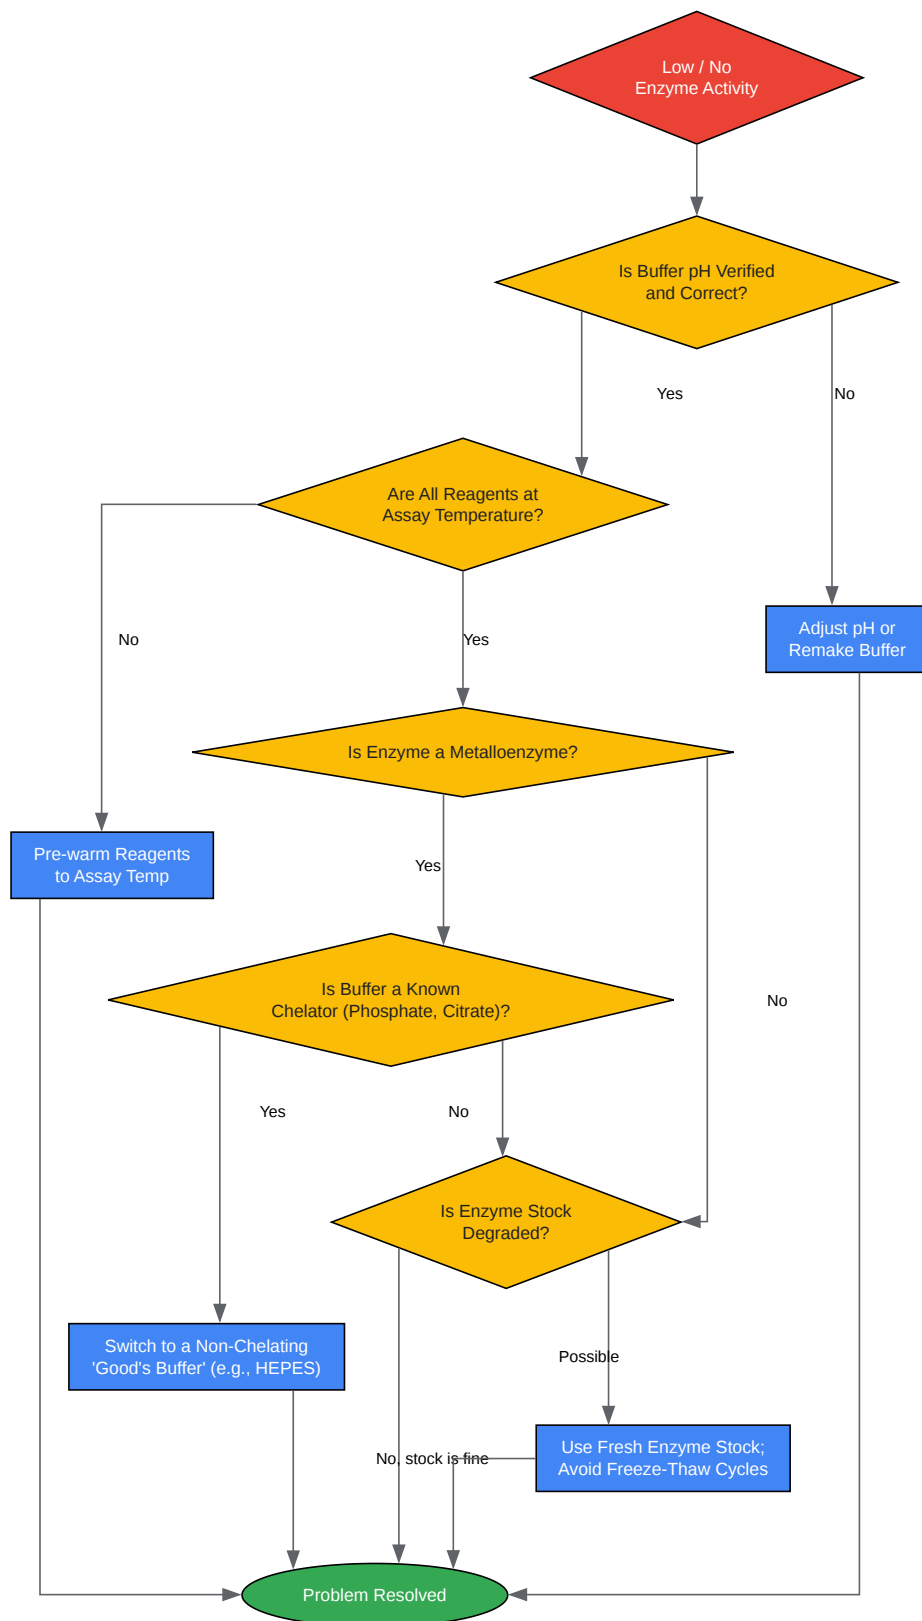 Low / No
Enzyme Activity
Is Buffer pH Verified
and Correct?
Yes
No
Are All Reagents at
Assay Temperature?
No
Yes
Adjust pH or
Remake Buffer
Is Enzyme a Metalloenzyme?
Pre-warm Reagents
to Assay Temp
Yes
Is Buffer a Known
Chelator (Phosphate, Citrate)?
No
Yes
No
Is Enzyme Stock
Degraded?
Switch to a Non-Chelating
'Good's Buffer' (e.g., HEPES)
Possible
No, stock is fine
Use Fresh Enzyme Stock;
Avoid Freeze-Thaw Cycles
Problem Resolved